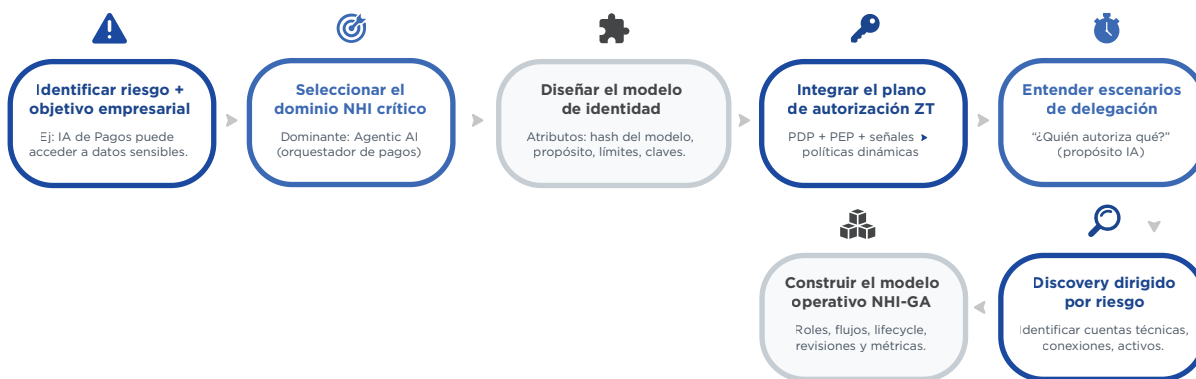 Identificar riesgo +
objetivo empresarial
Ej: IA de Pagos puede
acceder a datos sensibles.
Seleccionar el
dominio NHI crítico
Dominante: Agentic AI
(orquestador de pagos)
Diseñar el modelo
de identidad
Atributos: hash del modelo,
propósito, límites, claves.
Integrar el plano
de autorización ZT
PDP + PEP + señales ➤
políticas dinámicas
Entender escenarios
de delegación
“¿Quién autoriza qué?”
(propósito IA)
Discovery dirigido
por riesgo
Identificar cuentas técnicas,
conexiones, activos.
Construir el modelo
operativo NHI-GA
Roles, flujos, lifecycle,
revisiones y métricas.